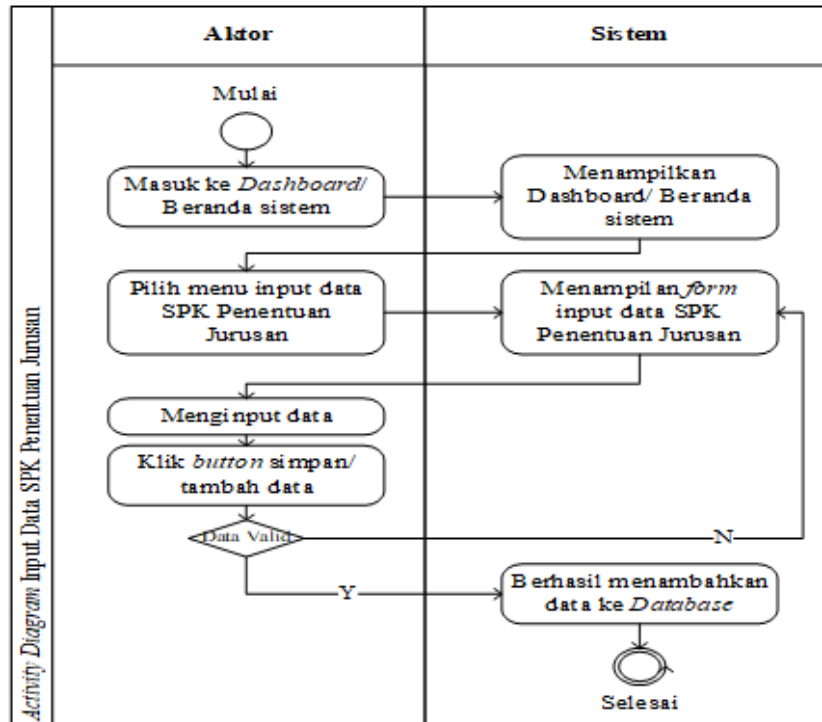 Activity Diagram Input Data SPK Penentuan Jurusan
Aktor
Sistem
Mulai
Masuk ke Dashboard/
Beranda sistem
Menampilkan
Dashboard/ Beranda
sistem
Pilih menu input data
SPK Penentuan
Jurusan
Menampilan form
input data SPK
Penentuan Jurusan
Menginput data
Klik button simpan/
tambah data
Data Valid
N
Y
Berhasil menambahkan
data ke Database
Selesai